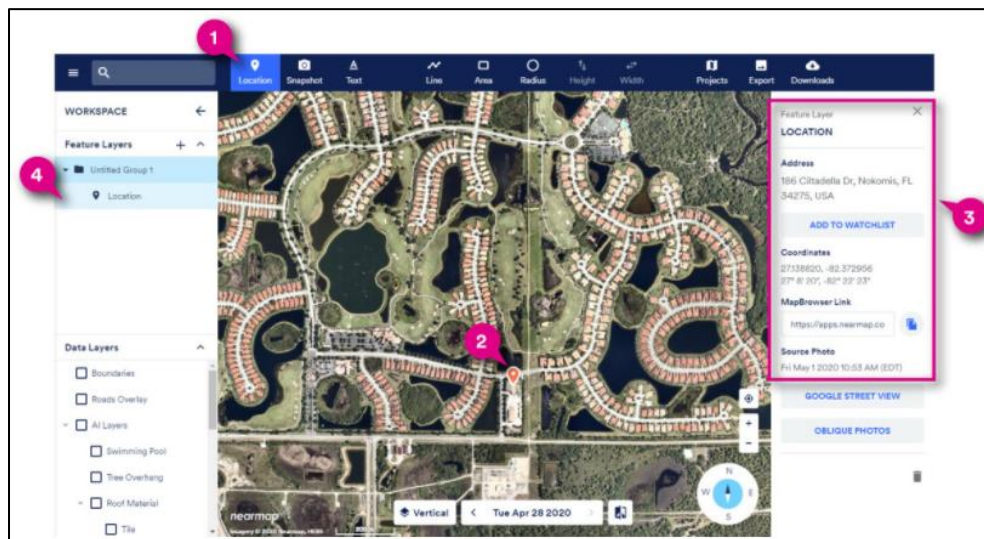 1
Location
Snapshot
Text
Line
Area
Radius
Height
Width
Projects
Export
Downloads
WORKSPACE
Feature Layers
4
Untitled Group 1
Location
Data Layers
Boundaries
Roads Overlay
AI Layers
Swimming Pool
Tree Overhang
Roof Material
Tile
2
nearmap
Vertical
Tue Apr 28 2020
N
W
E
S
Feature Layer
LOCATION
Address
186 Cittadella Dr, Nokomis, FL
34275, USA
3
ADD TO WATCHLIST
Coordinates
27.138820, -82.372956
27° 8' 20", -82° 22' 23"
MapBrowser Link
https://apps.nearmap.co
Source Photo
Fri May 1 2020 10:53 AM (EDT)
GOOGLE STREET VIEW
OBLIQUE PHOTOS